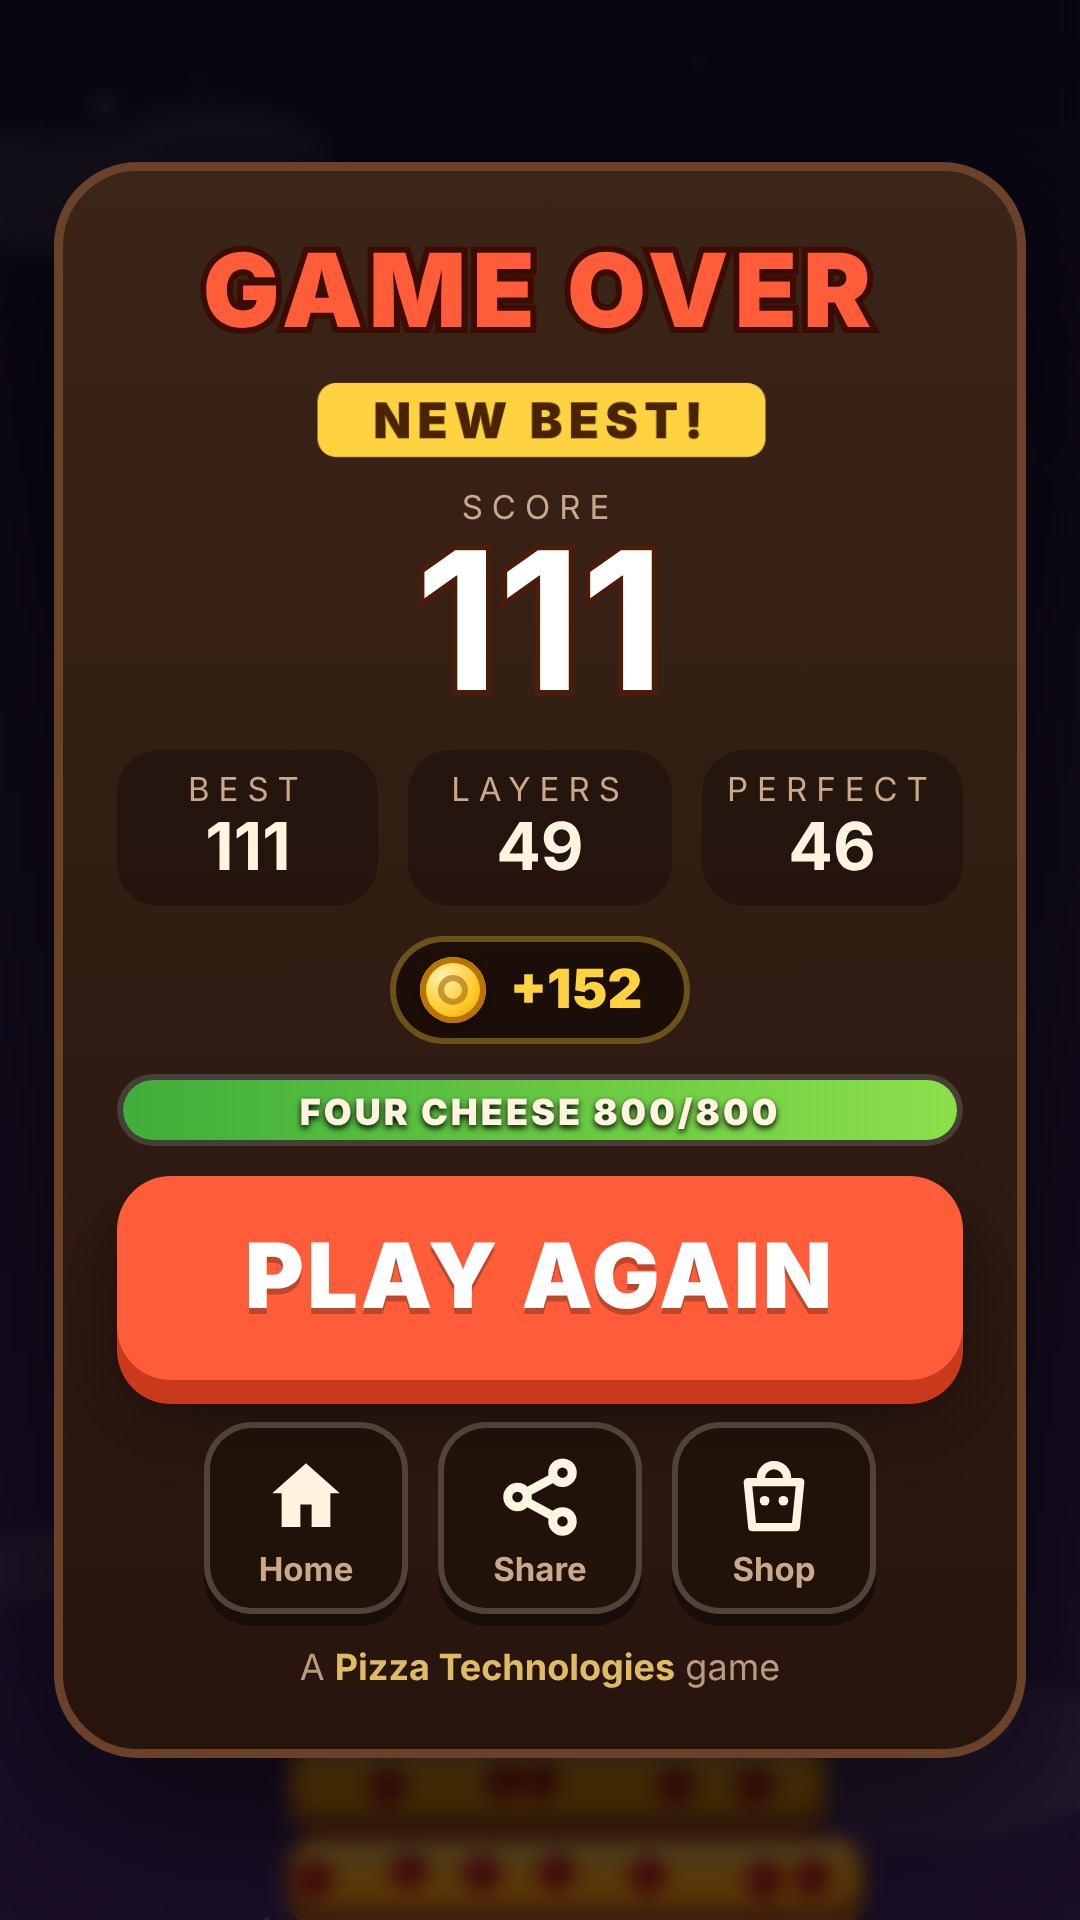 GAME OVER
NEW BEST!
SCORE
111
BEST LAYERS PERFECT
111 49 46
+152
FOUR CHEESE 800/800
PLAY AGAIN
Home Share Shop
A Pizza Technologies game